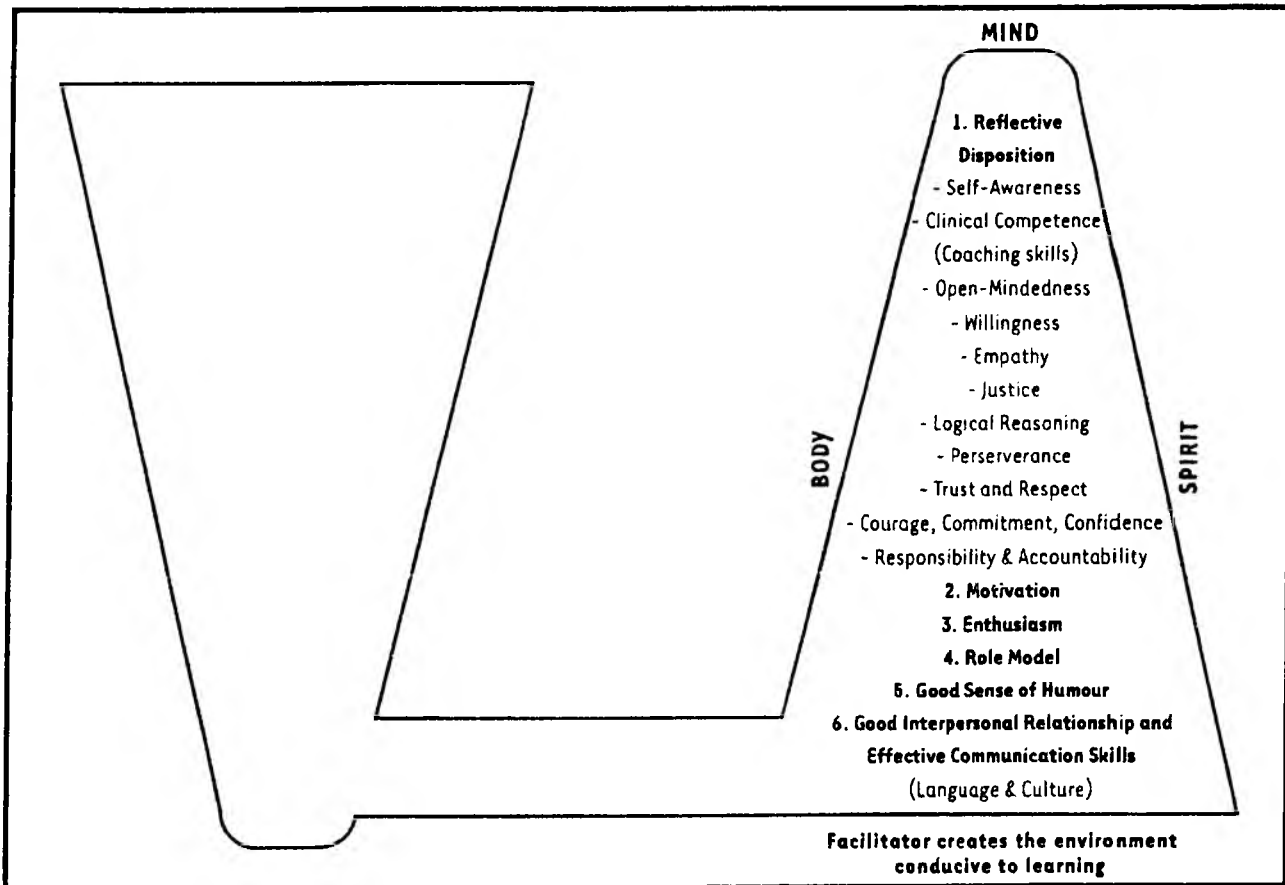 MIND
1. Reflective
Disposition
- Self-Awareness
- Clinical Competence
(Coaching skills)
- Open-Mindedness
- Willingness
- Empathy
- Justice
- Logical Reasoning
- Perserverance
- Trust and Respect
- Courage, Commitment, Confidence
- Responsibility & Accountability
2. Motivation
3. Enthusiasm
4. Role Model
5. Good Sense of Humour
6. Good Interpersonal Relationship and
Effective Communication Skills
(Language & Culture)
BODY
SPIRIT
Facilitator creates the environment
conducive to learning